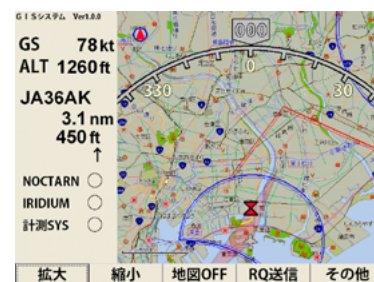 GISシステム Ver1.0.0
GS 78kt
ALT 1260ft
JA36AK
3.1 nm
450 ft
↑
NOCTARN
IRIDIUM
計測SYS
000
330
0
30
拡大 縮小 地図OFF RQ送信 その他